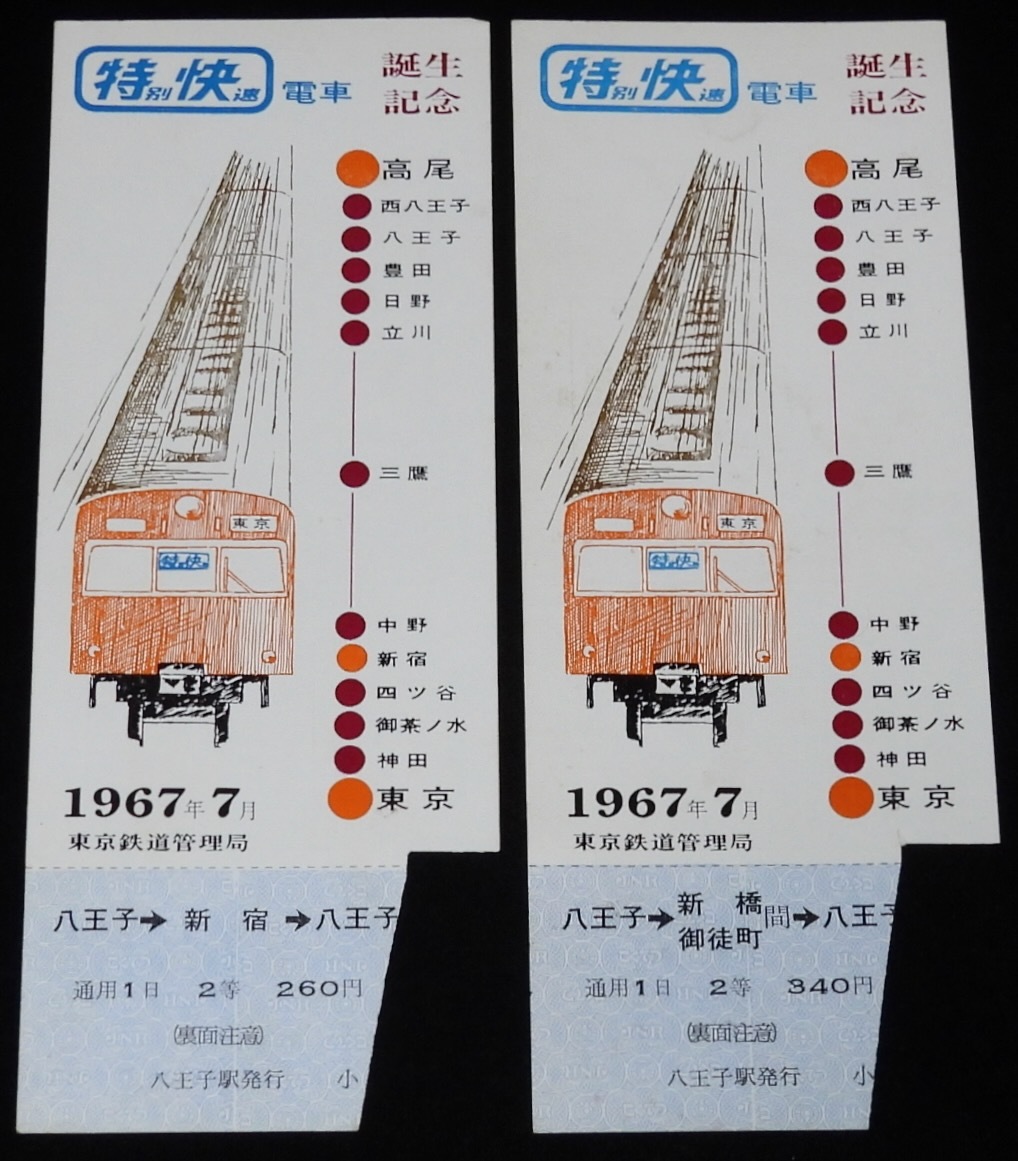 特別快速 電車
誕生
記念
高尾
西八王子
八王子
豊田
日野
立川
三鷹
東京
特快
中野
新宿
四ツ谷
御茶ノ水
神田
東京
1967年7月
東京鉄道管理局
八王子➔ 新宿 ➔八王子
通用1日 2等 260円
(裏面注意)
八王子駅発行 小
特別快速 電車
誕生
記念
高尾
西八王子
八王子
豊田
日野
立川
三鷹
東京
特快
中野
新宿
四ツ谷
御茶ノ水
神田
東京
1967年7月
東京鉄道管理局
八王子➔ 新橋 御徒町 間➔八王子
通用1日 2等 340円
(裏面注意)
八王子駅発行 小